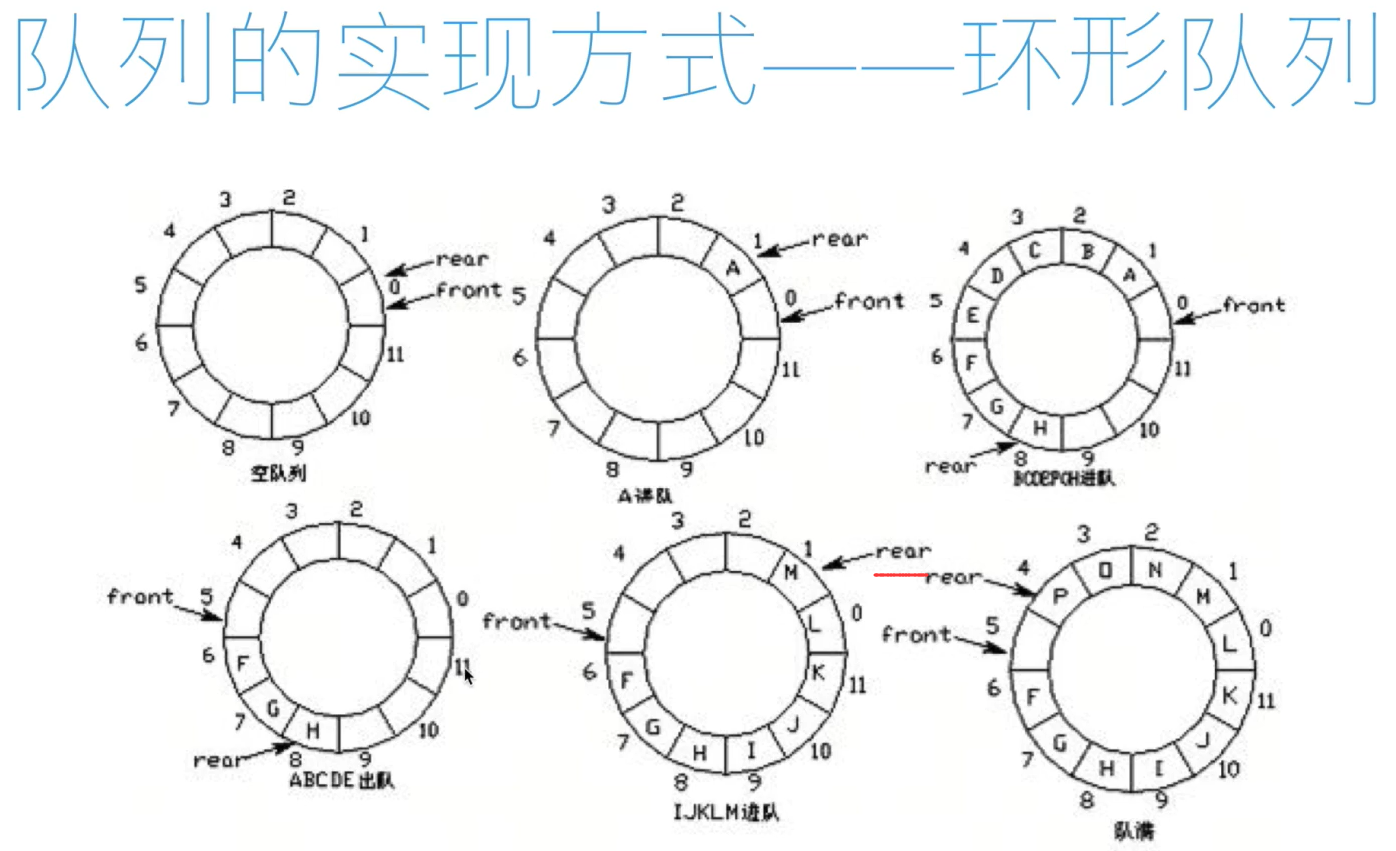 队列的实现方式——环形队列
3 2
4 1
rear
5 0
front
6 11
7 10
8 9
空队列
3 2
4 1 rear
5 0 front
A
6 11
7 10
8 9
A进队
3 2
4 C B 1
D A
5 E 0 front
6 F 11
7 G H 10
rear 8 9
BCDEFGH进队
3 2
4 1
front 5 0
6 F 11
7 G H 10
rear 8 9
ABCDE出队
3 2
4 1 rear
M
front 5 L 0
6 F K 11
7 G H I J 10
8 9
IJKLM进队
3 2
rear 4 O N 1
P M
front 5 L 0
6 F K 11
7 G H I J 10
8 9
队满